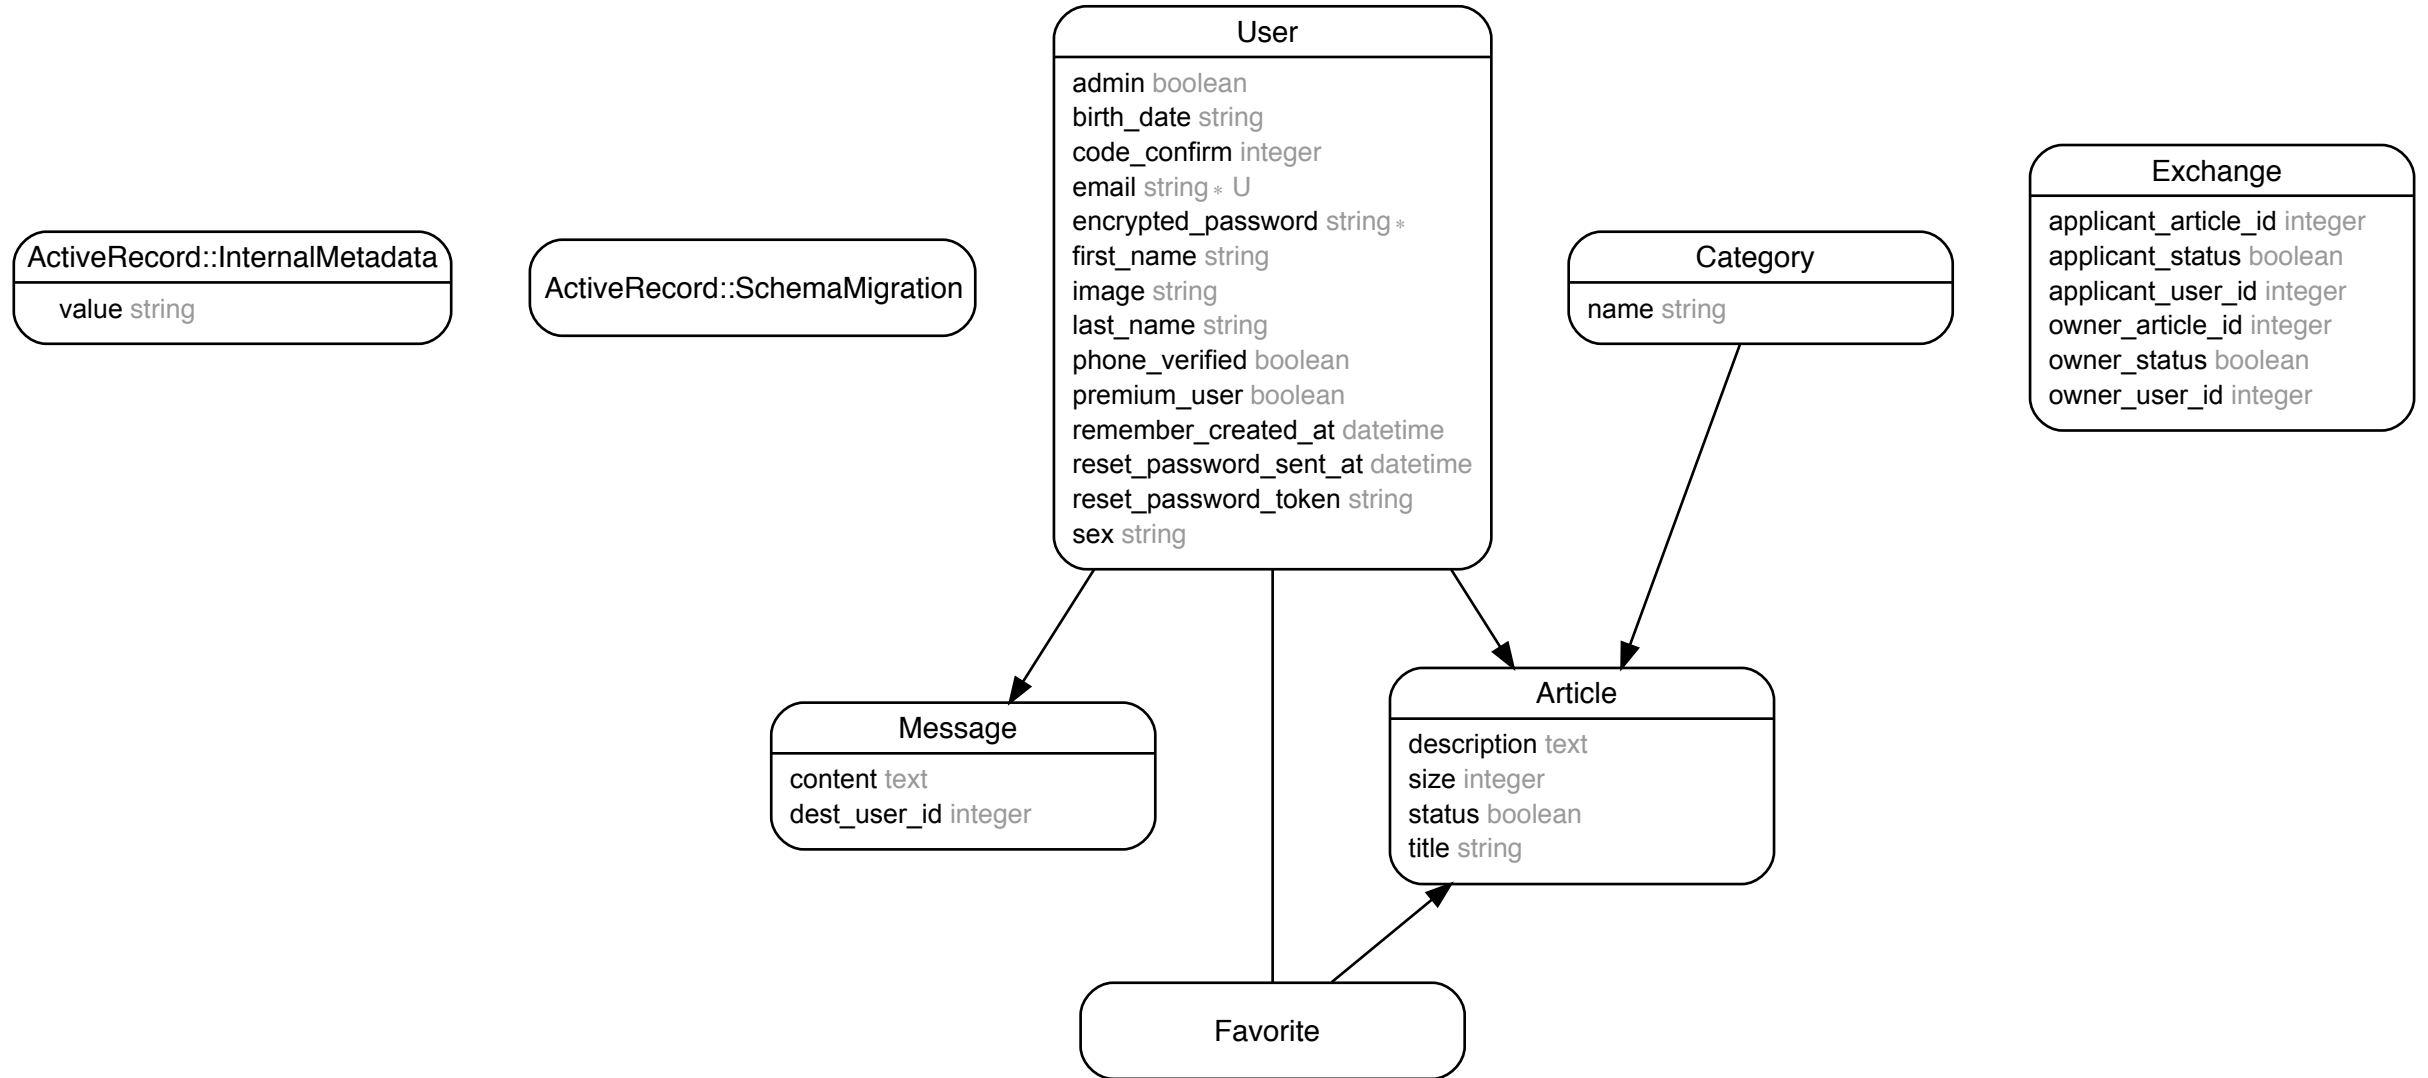 User
admin boolean
birth_date string
code_confirm integer
email string* U
encrypted_password string*
first_name string
image string
last_name string
phone_verified boolean
premium_user boolean
remember_created_at datetime
reset_password_sent_at datetime
reset_password_token string
sex string
ActiveRecord::InternalMetadata
value string
ActiveRecord::SchemaMigration
Category
name string
Exchange
applicant_article_id integer
applicant_status boolean
applicant_user_id integer
owner_article_id integer
owner_status boolean
owner_user_id integer
Message
content text
dest_user_id integer
Article
description text
size integer
status boolean
title string
Favorite